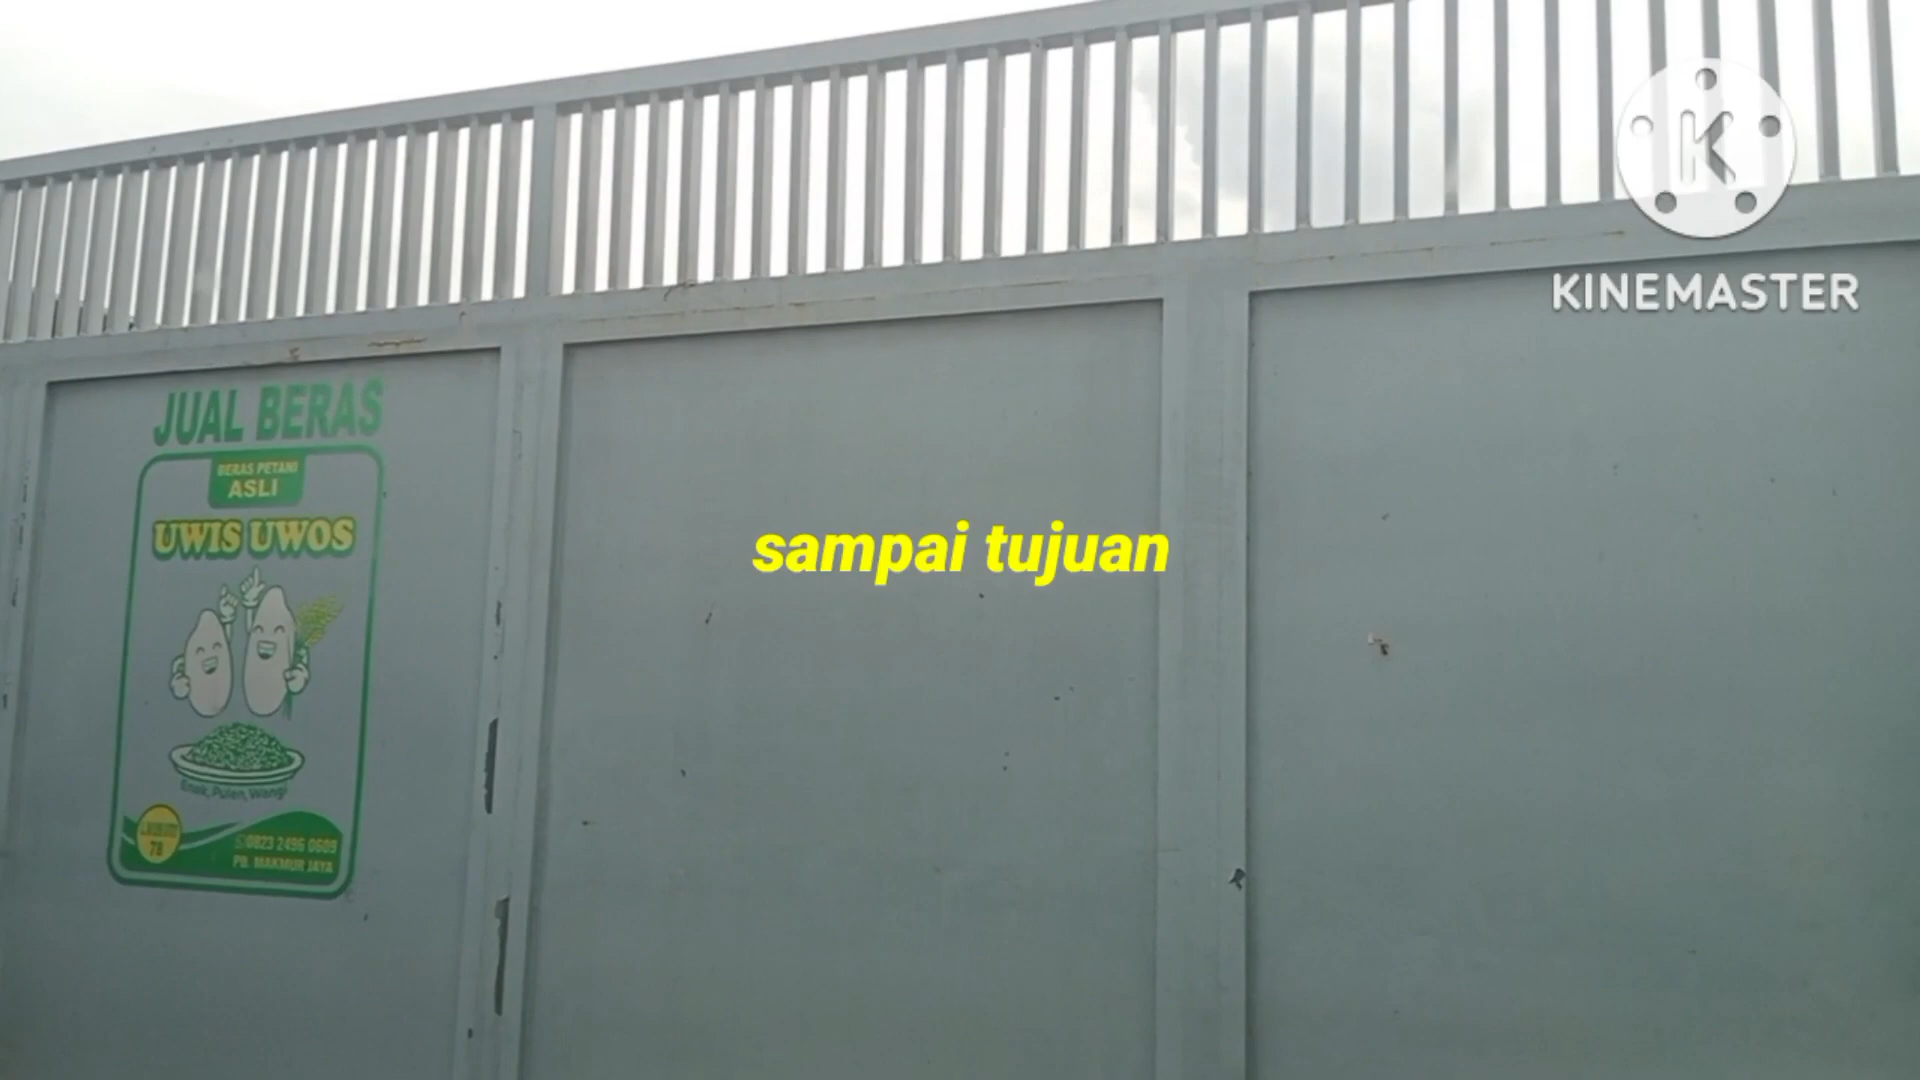 KINEMASTER
JUAL BERAS
BERAS PETANI
ASLI
UWIS UWOS
sampai tujuan
Enak, Pulen, Wangi
78
0823 2496 0609
PB. MAKMUR JAYA